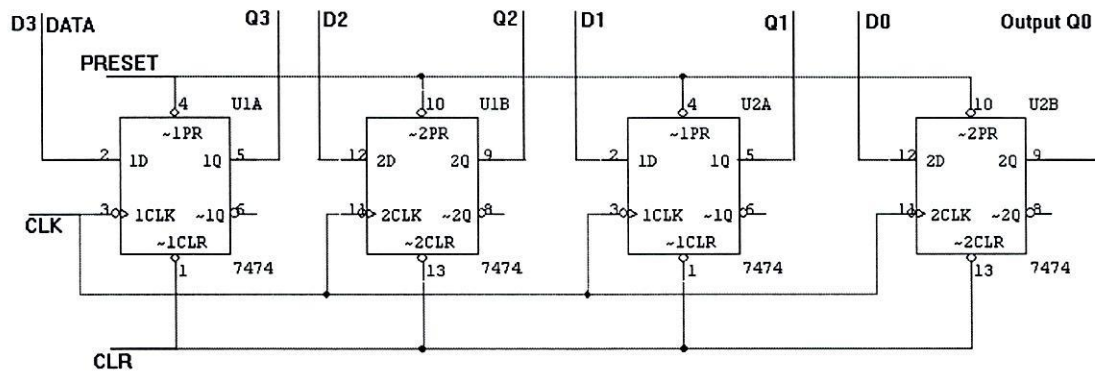 D3 DATA Q3 D2 Q2 D1 Q1 D0 Output Q0
PRESET
4 U1A 10 U1B 4 U2A 10 U2B
~1PR ~2PR ~1PR ~2PR
2 1D 1Q 5 12 2D 2Q 9 2 1D 1Q 5 12 2D 2Q 9
3 1CLK ~1Q 6 11 2CLK ~2Q 8 3 1CLK ~1Q 6 11 2CLK ~2Q 8
CLK
~1CLR ~2CLR ~1CLR ~2CLR
1 7474 13 7474 1 7474 13 7474
CLR